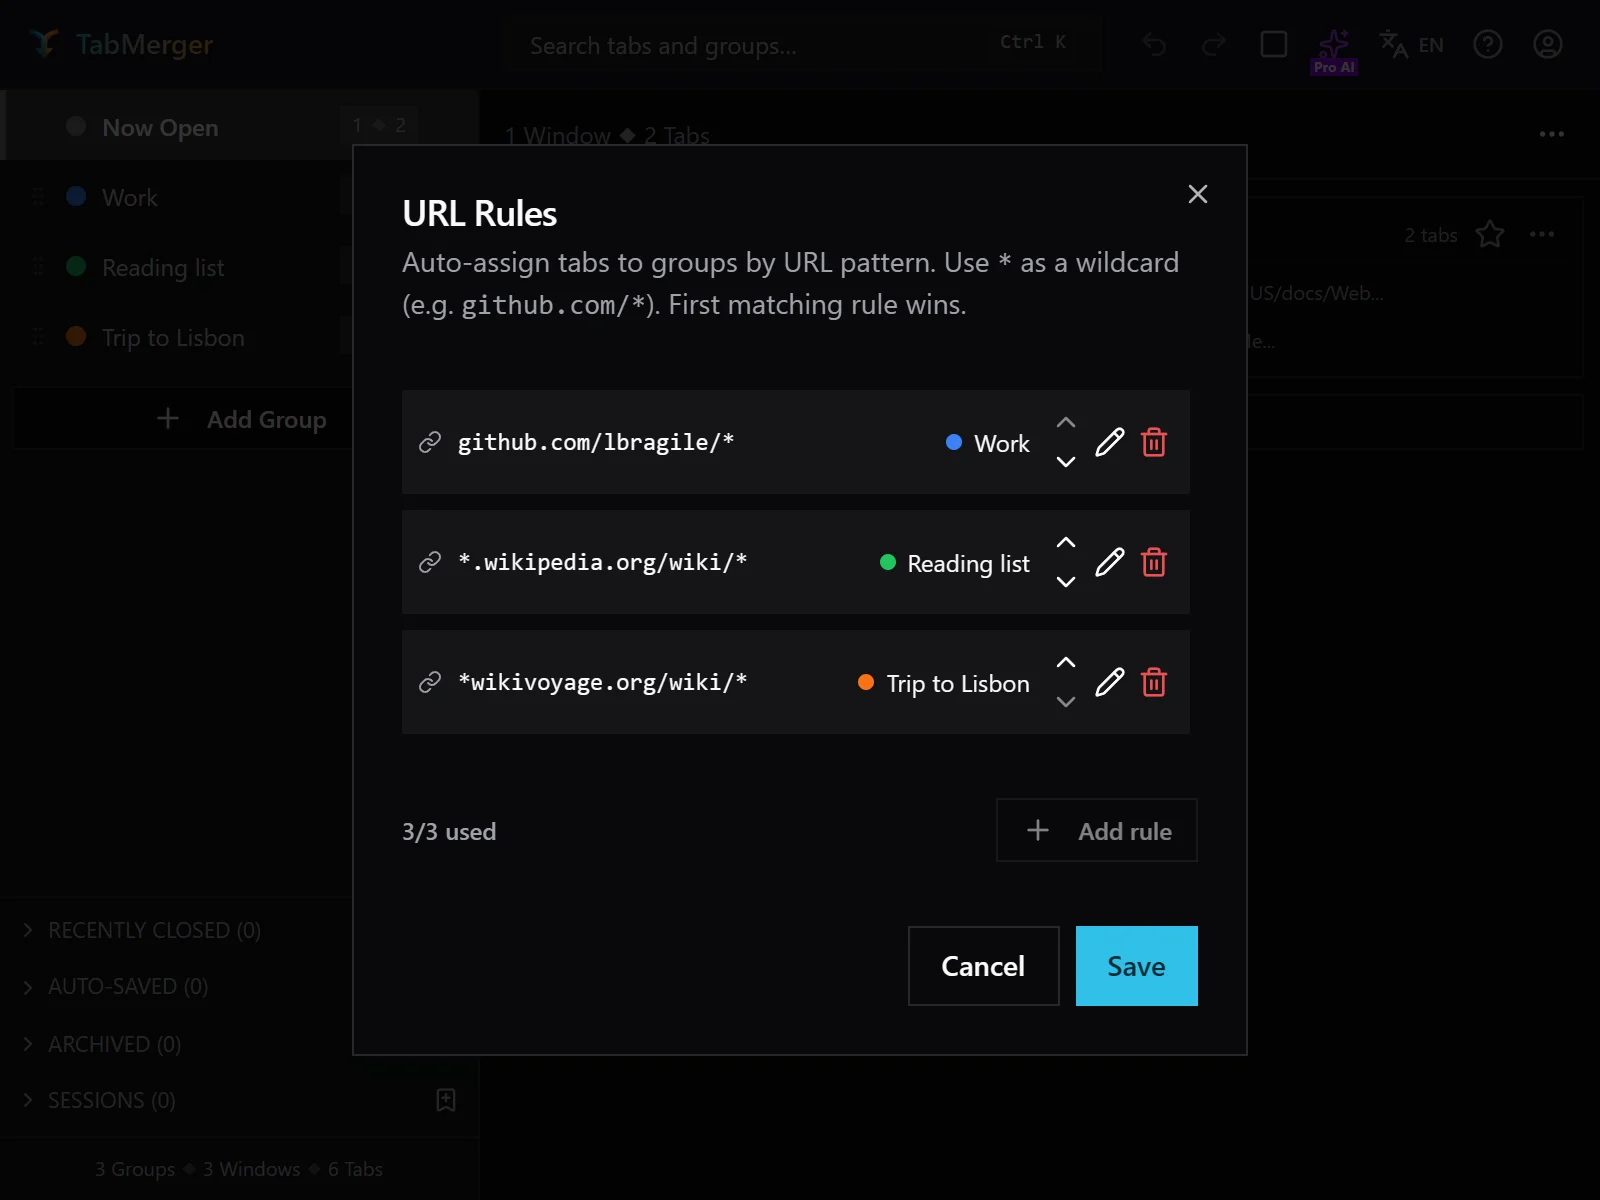 TabMerger
Search tabs and groups...
Ctrl K
Pro AI
EN
Now Open
1 ◆ 2
1 Window ◆ 2 Tabs
Work
Reading list
Trip to Lisbon
Add Group
2 tabs
US/docs/Web...
URL Rules
Auto-assign tabs to groups by URL pattern. Use * as a wildcard
(e.g. github.com/*). First matching rule wins.
github.com/lbragile/*
Work
*.wikipedia.org/wiki/*
Reading list
*wikivoyage.org/wiki/*
Trip to Lisbon
3/3 used
Add rule
Cancel
Save
RECENTLY CLOSED (0)
AUTO-SAVED (0)
ARCHIVED (0)
SESSIONS (0)
3 Groups ◆ 3 Windows ◆ 6 Tabs